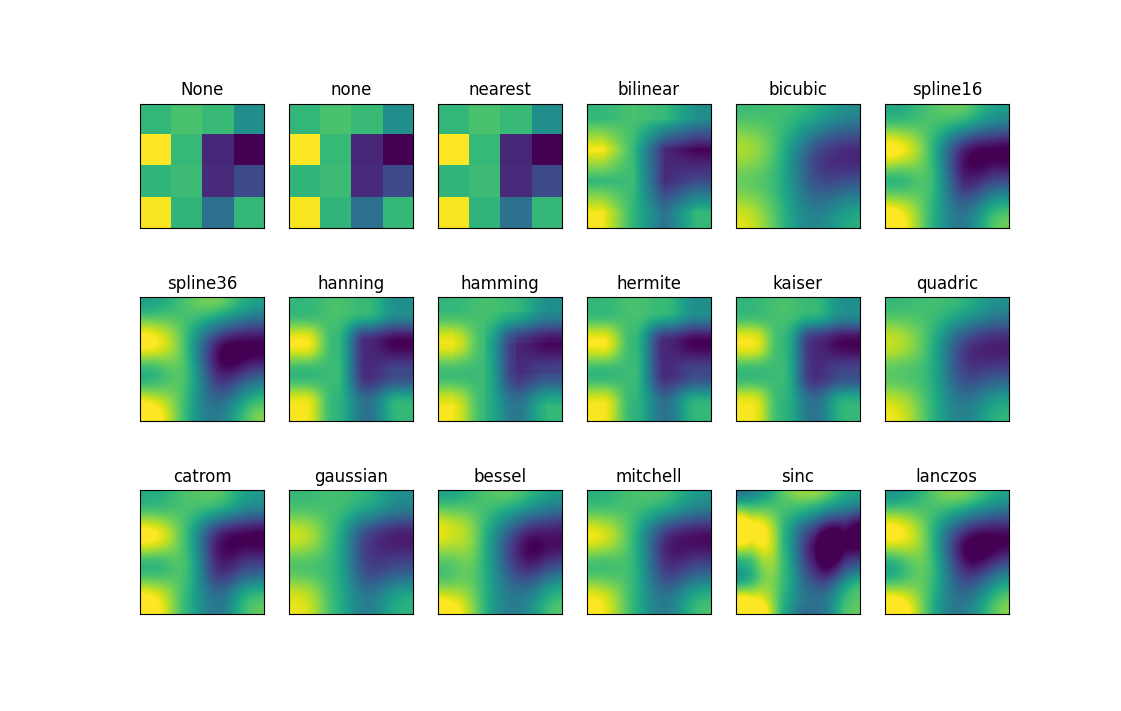 None none nearest bilinear bicubic spline16
spline36 hanning hamming hermite kaiser quadric
catrom gaussian bessel mitchell sinc lanczos